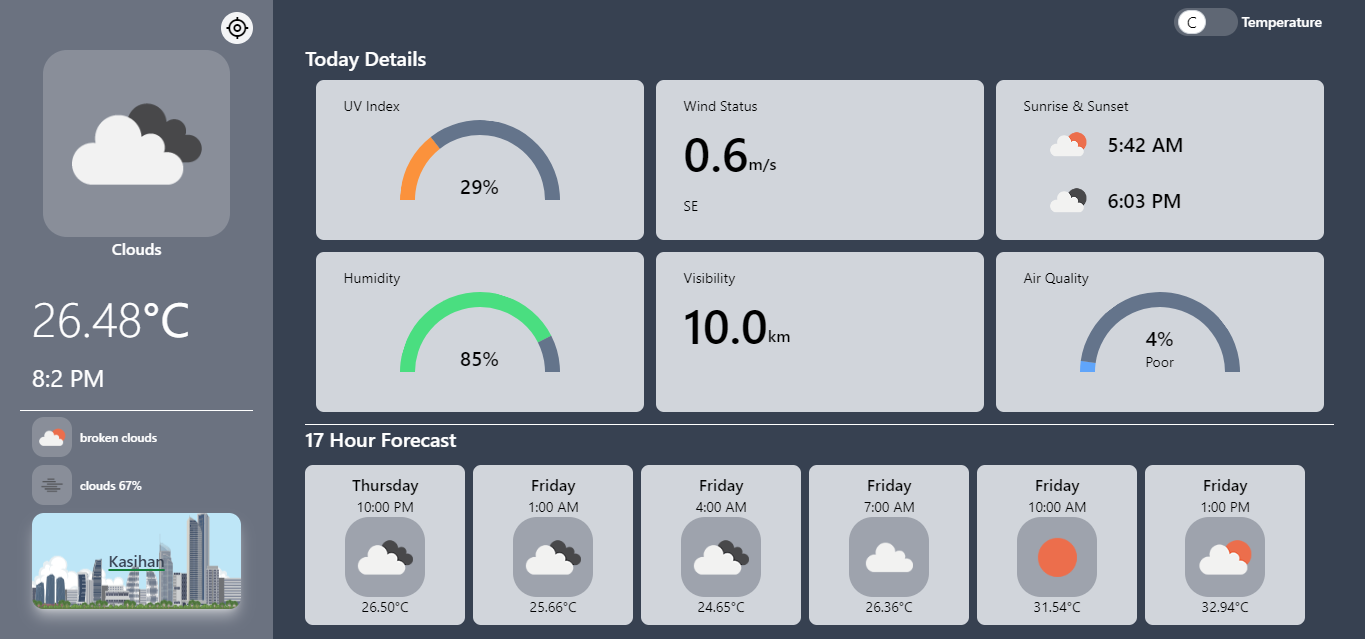 Clouds
26.48°C
8:2 PM
broken clouds
clouds 67%
Kasihan
C Temperature
Today Details
UV Index
29%
Wind Status
0.6m/s
SE
Sunrise & Sunset
5:42 AM
6:03 PM
Humidity
85%
Visibility
10.0km
Air Quality
4%
Poor
17 Hour Forecast
Thursday
10:00 PM
26.50°C
Friday
1:00 AM
25.66°C
Friday
4:00 AM
24.65°C
Friday
7:00 AM
26.36°C
Friday
10:00 AM
31.54°C
Friday
1:00 PM
32.94°C